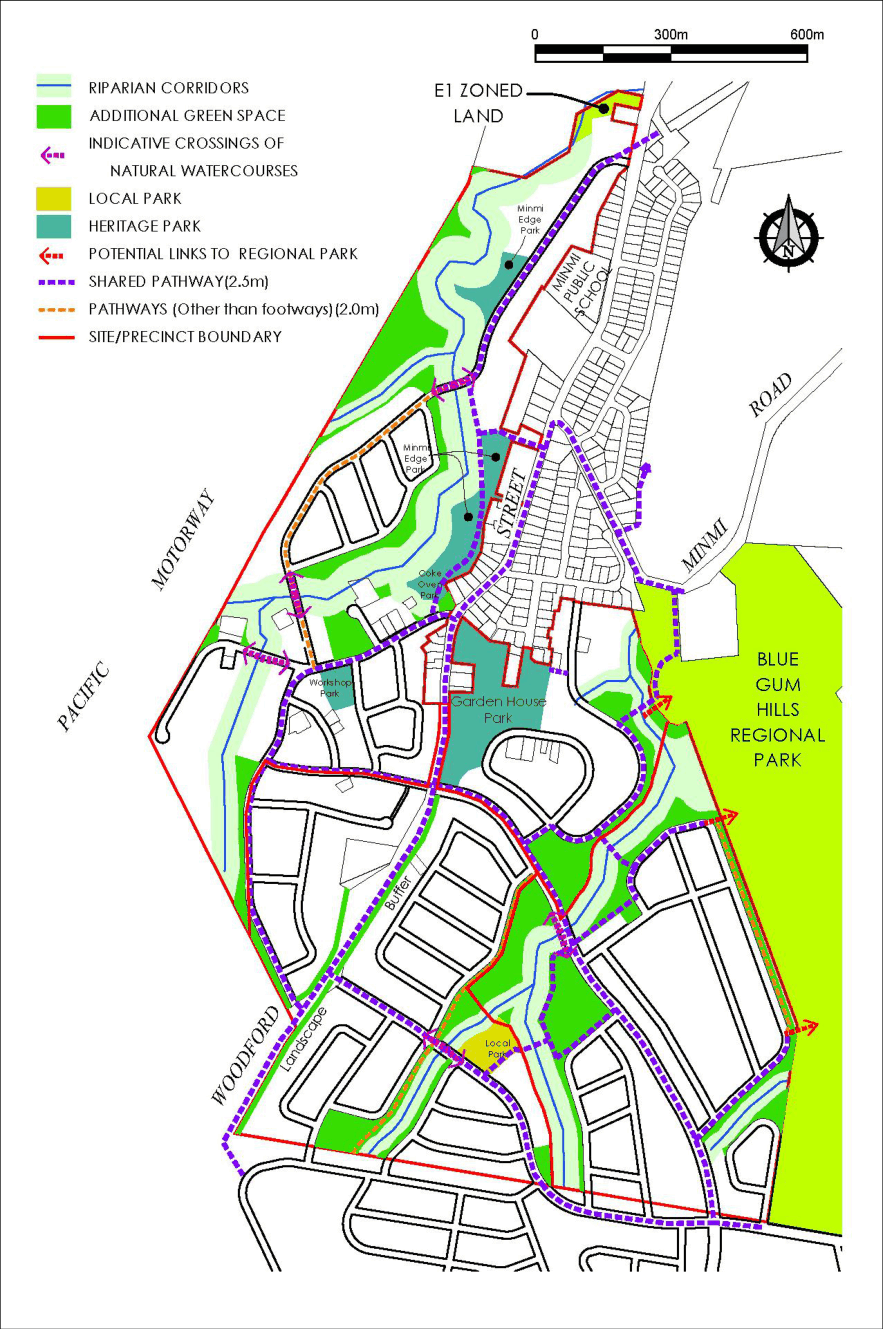 0 300m 600m
RIPARIAN CORRIDORS
ADDITIONAL GREEN SPACE
INDICATIVE CROSSINGS OF
NATURAL WATERCOURSES
LOCAL PARK
HERITAGE PARK
POTENTIAL LINKS TO REGIONAL PARK
SHARED PATHWAY(2.5m)
PATHWAYS (Other than footways)(2.0m)
SITE/PRECINCT BOUNDARY
E1 ZONED
LAND
N
Minmi
Edge
Park
MINMI
PUBLIC
SCHOOL
ROAD
MINMI
Minmi
Edge
Park
STREET
MOTORWAY
PACIFIC
Coke
Oven
Park
Workshop
Park
Garden House
Park
BLUE
GUM
HILLS
REGIONAL
PARK
Buffer
Landscape
WOODFORD
Local
Park